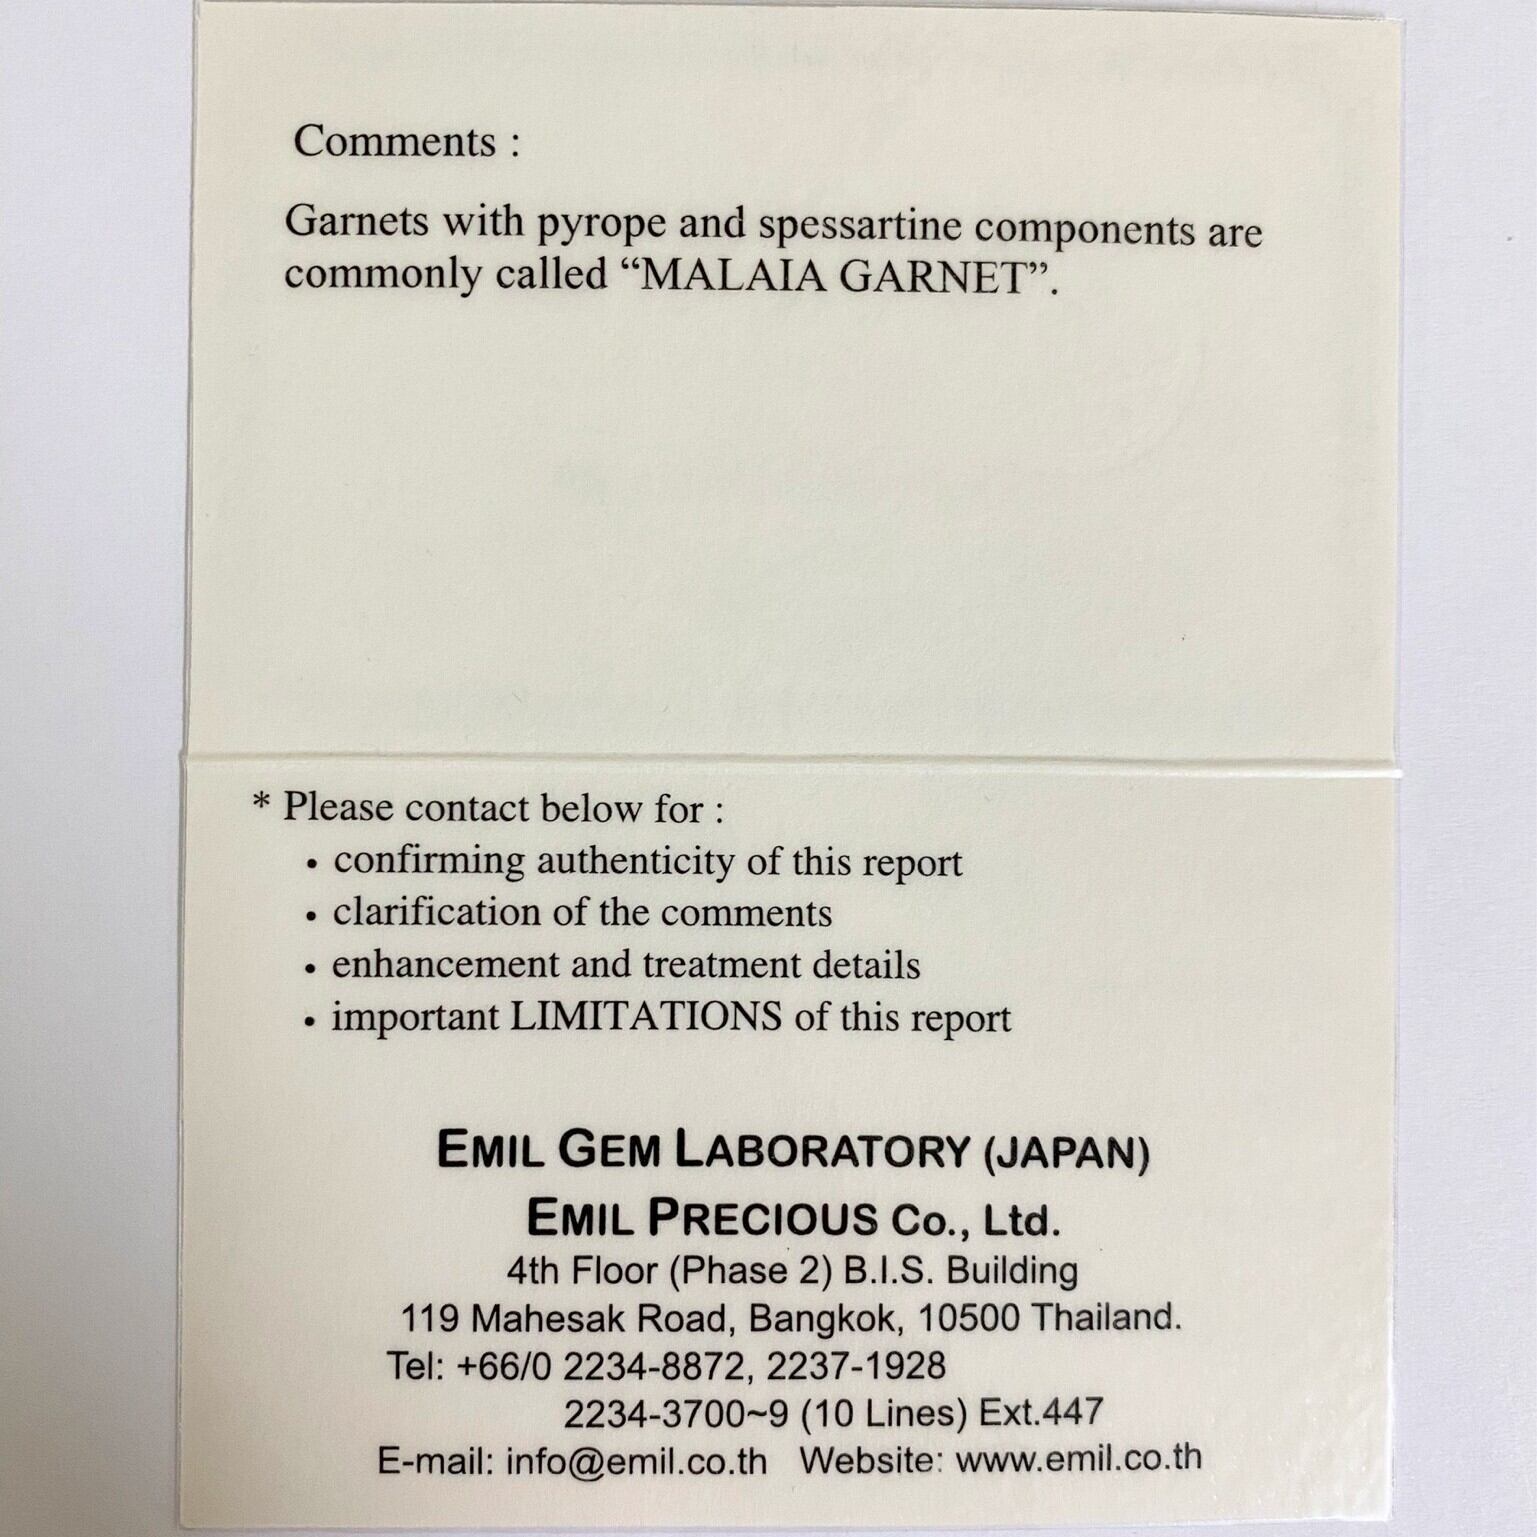 Comments :
Garnets with pyrope and spessartine components are
commonly called “MALAIA GARNET”.
* Please contact below for :
• confirming authenticity of this report
• clarification of the comments
• enhancement and treatment details
• important LIMITATIONS of this report
EMIL GEM LABORATORY (JAPAN)
EMIL PRECIOUS Co., Ltd.
4th Floor (Phase 2) B.I.S. Building
119 Mahesak Road, Bangkok, 10500 Thailand.
Tel: +66/0 2234-8872, 2237-1928
2234-3700~9 (10 Lines) Ext.447
E-mail: info@emil.co.th Website: www.emil.co.th